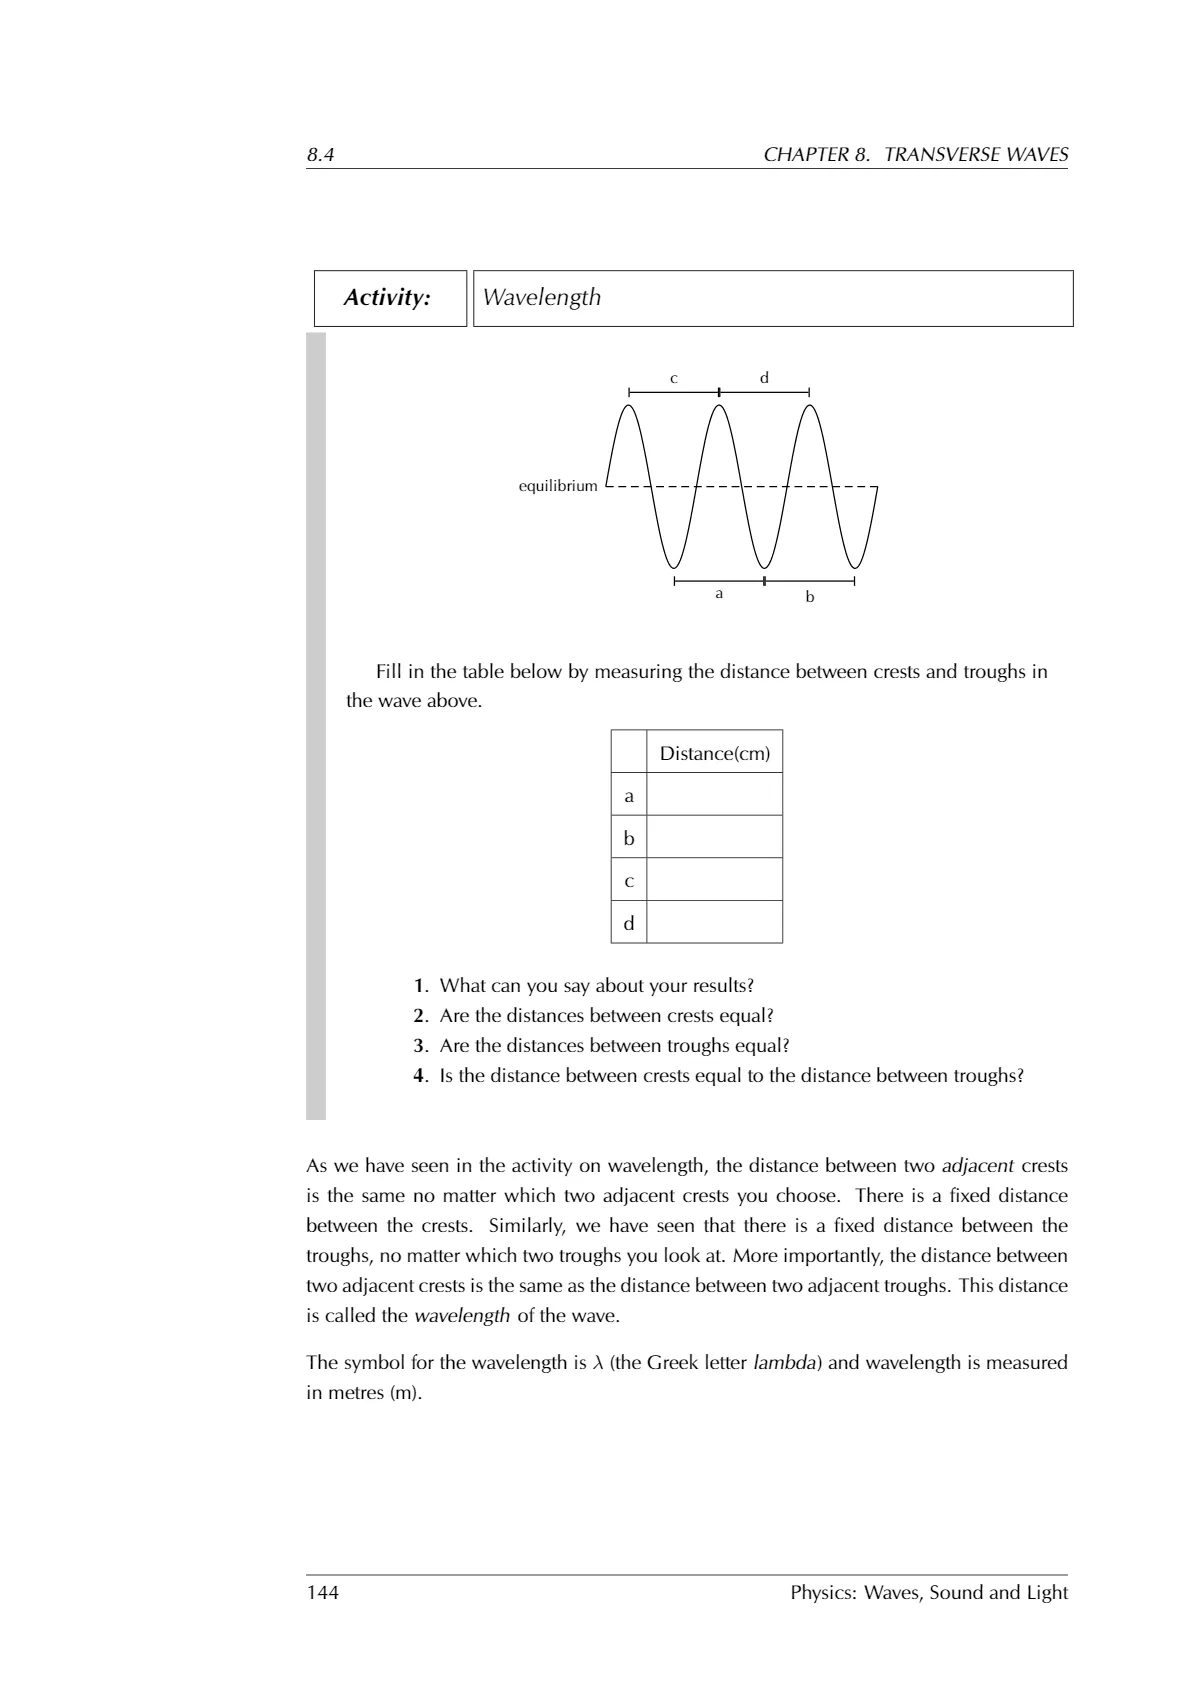 8.4 CHAPTER 8. TRANSVERSE WAVES
Activity: Wavelength
c d
equilibrium
a b
Fill in the table below by measuring the distance between crests and troughs in
the wave above.
Distance(cm)
a
b
c
d
1. What can you say about your results?
2. Are the distances between crests equal?
3. Are the distances between troughs equal?
4. Is the distance between crests equal to the distance between troughs?
As we have seen in the activity on wavelength, the distance between two adjacent crests
is the same no matter which two adjacent crests you choose. There is a fixed distance
between the crests. Similarly, we have seen that there is a fixed distance between the
troughs, no matter which two troughs you look at. More importantly, the distance between
two adjacent crests is the same as the distance between two adjacent troughs. This distance
is called the wavelength of the wave.
The symbol for the wavelength is λ (the Greek letter lambda) and wavelength is measured
in metres (m).
144 Physics: Waves, Sound and Light